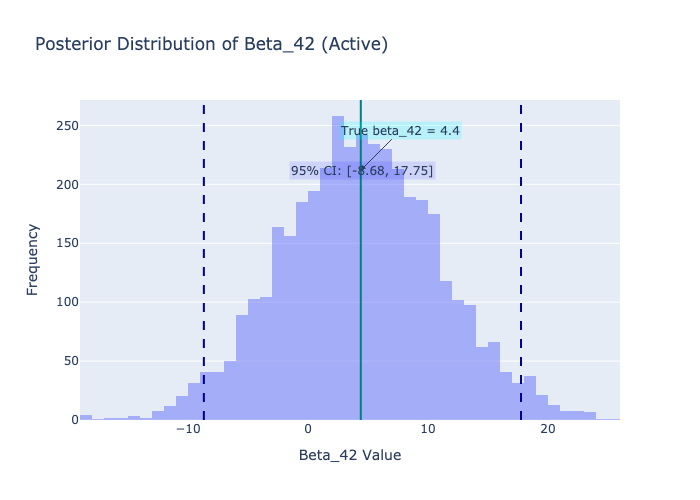 Posterior Distribution of Beta_42 (Active)
250
True beta_42 = 4.4
95% CI: [-8.68, 17.75]
200
150
100
50
0
Frequency
−10
0
10
20
Beta_42 Value